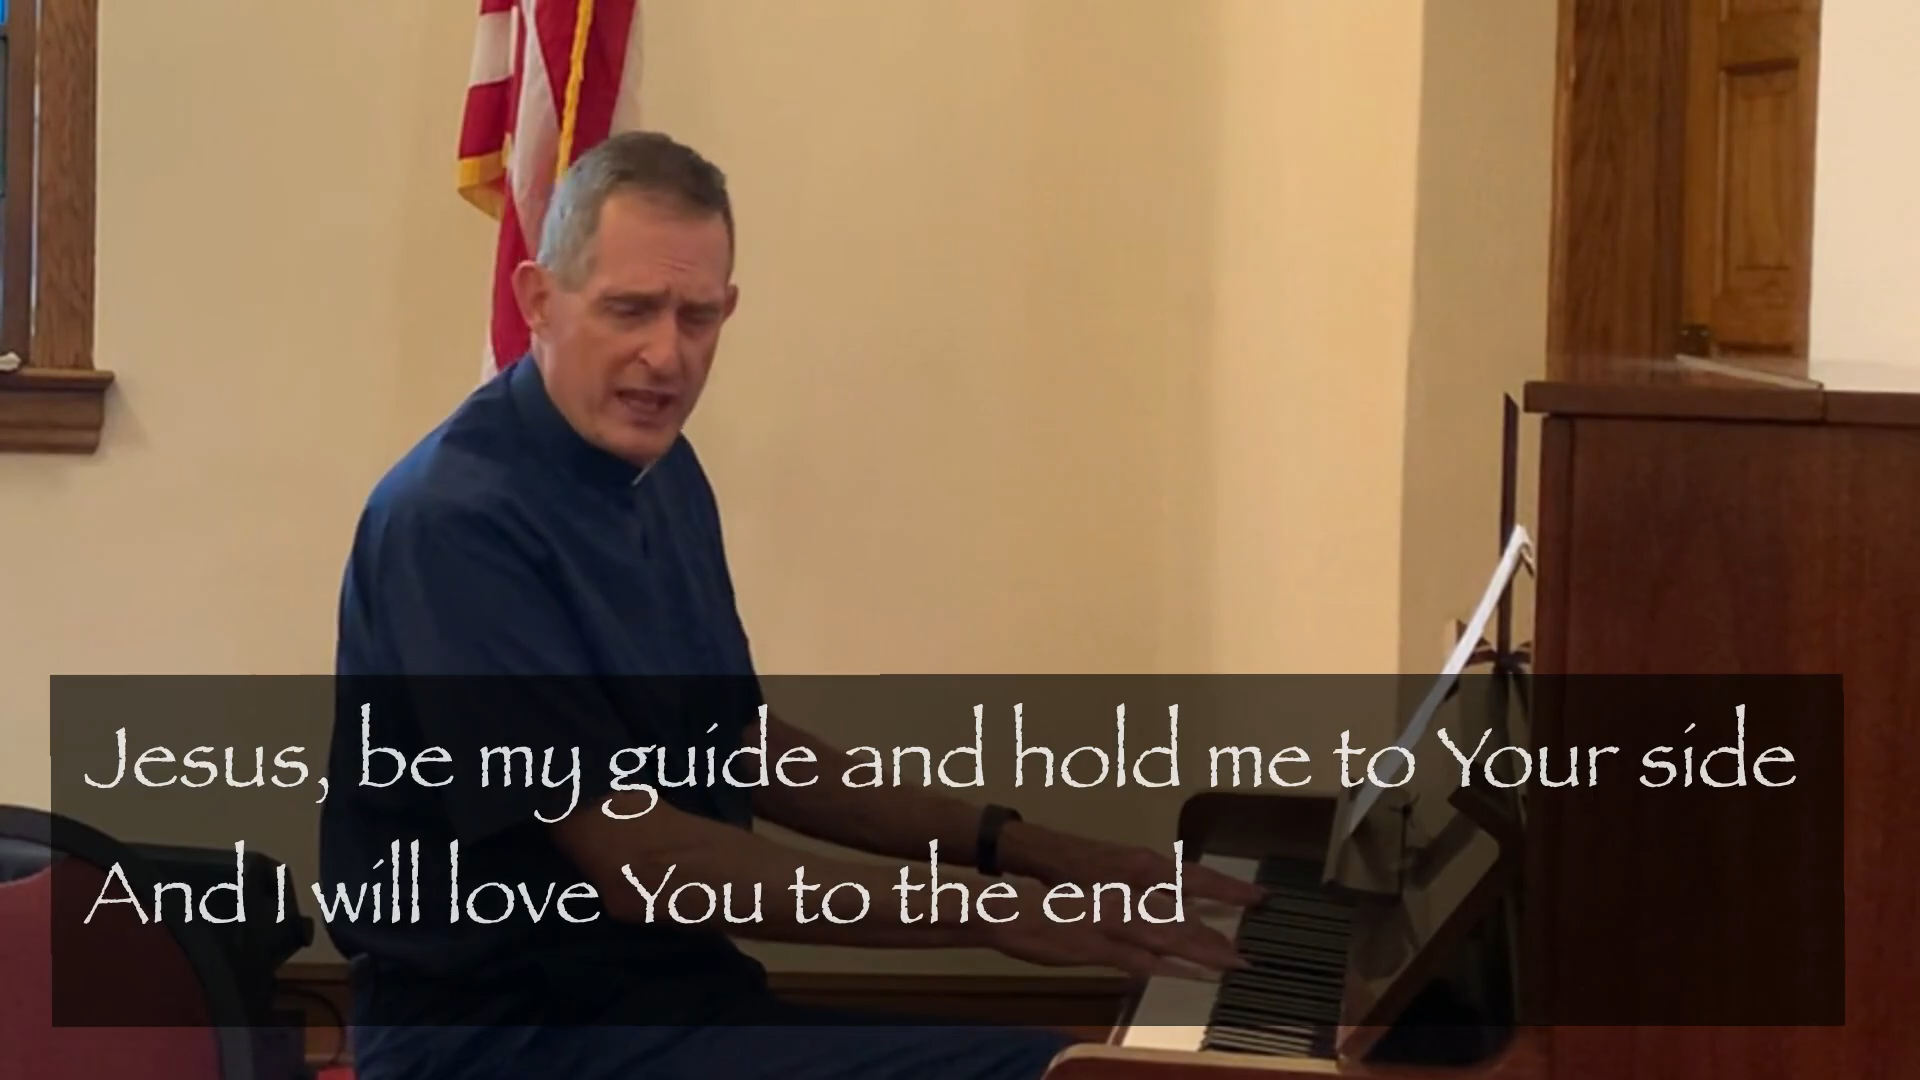 Jesus, be my guide and hold me to Your side
And I will love You to the end